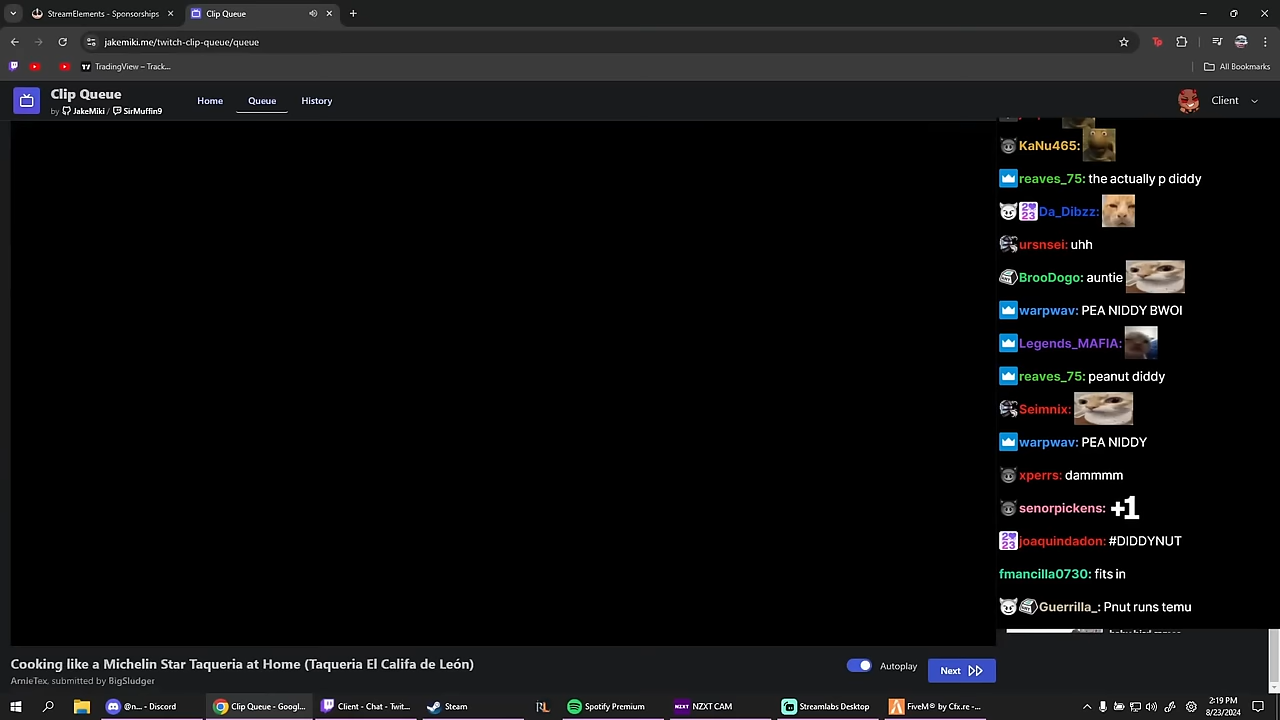 StreamElements - Sponsorships
Clip Queue
jakemiki.me/twitch-clip-queue/queue
TradingView – Track...
All Bookmarks
Clip Queue
by JakeMiki / SirMuffin9
Home
Queue
History
Client
KaNu465:
reaves_75: the actually p diddy
Da_Dibzz:
ursnsei: uhh
BrooDogo: auntie
warpwav: PEA NIDDY BWOI
Legends_MAFIA:
reaves_75: peanut diddy
Seimnix:
warpwav: PEA NIDDY
xperrs: dammmm
senorpickens: +1
joaquindadon: #DIDDYNUT
fmancilla0730: fits in
Guerrilla_: Pnut runs temu
Cooking like a Michelin Star Taqueria at Home (Taqueria El Califa de León)
ArnieTex, submitted by BigSludger
Autoplay
Next
@n... - Discord
Clip Queue - Googl...
Client - Chat - Twit...
Steam
RL
Spotify Premium
NZXT CAM
Streamlabs Desktop
FiveM® by Cfx.re -...
2:19 PM
8/23/2024